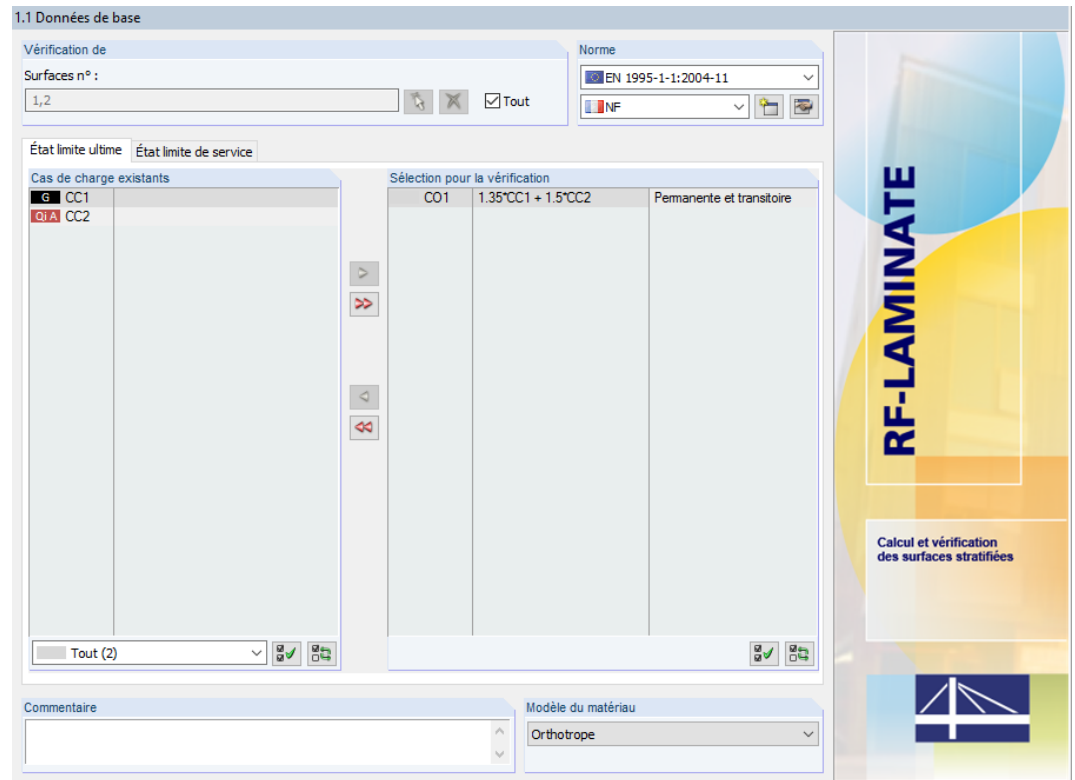 1.1 Données de base
Vérification de
Surfaces n° :
1,2
Tout
Norme
EN 1995-1-1:2004-11
NF
État limite ultime
État limite de service
Cas de charge existants
G CC1
Qi A CC2
Sélection pour la vérification
CO1 1.35*CC1 + 1.5*CC2 Permanente et transitoire
Tout (2)
Commentaire
Modèle du matériau
Orthotrope
RF-LAMINATE
Calcul et vérification
des surfaces stratifiées